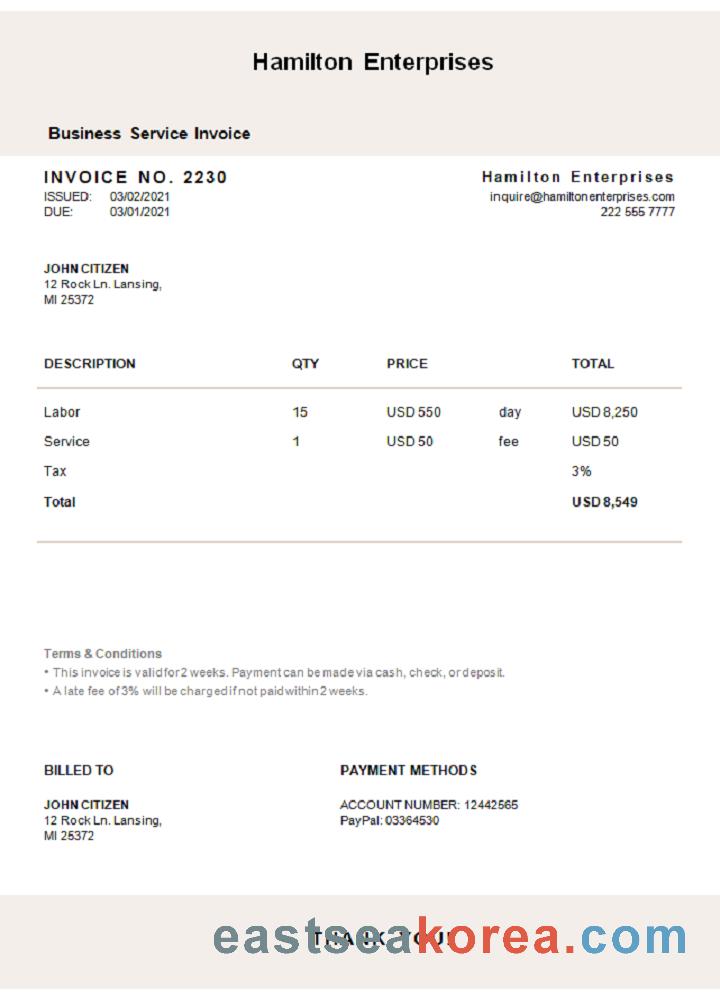 Hamilton Enterprises
Business Service Invoice
INVOICE NO. 2230
ISSUED: 03/02/2021
DUE: 03/01/2021
Hamilton Enterprises
inquire@hamiltonenterprises.com
222 555 7777
JOHN CITIZEN
12 Rock Ln. Lansing,
MI 25372
DESCRIPTION QTY PRICE TOTAL
Labor 15 USD 550 day USD 8,250
Service 1 USD 50 fee USD 50
Tax 3%
Total USD 8,549
Terms & Conditions
• This invoice is valid for 2 weeks. Payment can be made via cash, check, or deposit.
• A late fee of 3% will be charged if not paid within 2 weeks.
BILLED TO
JOHN CITIZEN
12 Rock Ln. Lansing,
MI 25372
PAYMENT METHODS
ACCOUNT NUMBER: 12442565
PayPal: 03364530
THANK YOU!
eastseakorea.com